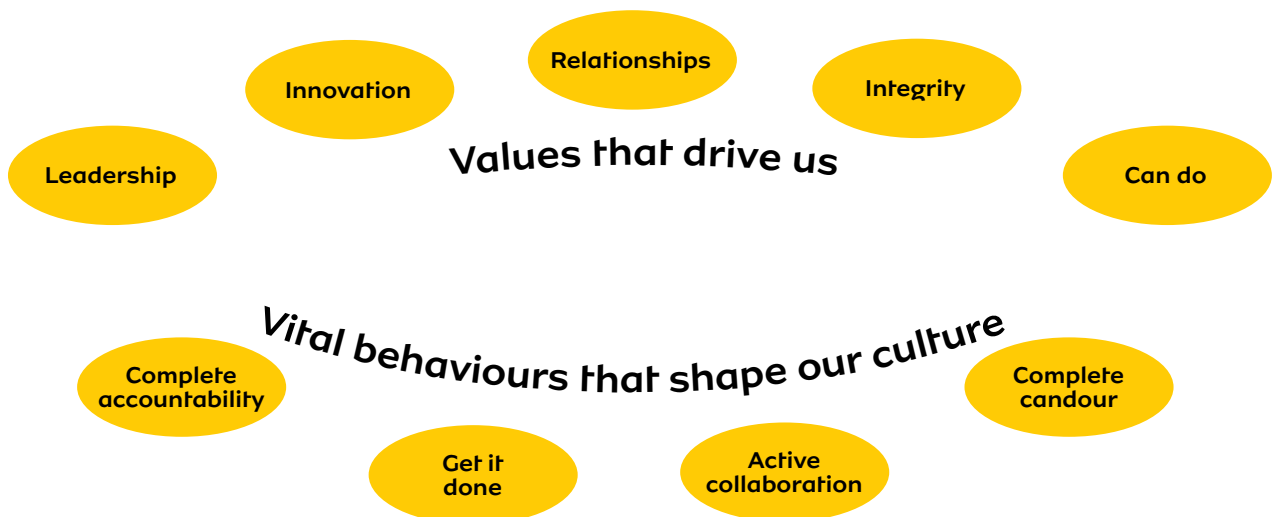 Relationships
Innovation
Integrity
Values that drive us
Leadership
Can do
Vital behaviours that shape our culture
Complete
accountability
Complete
candour
Get it
done
Active
collaboration